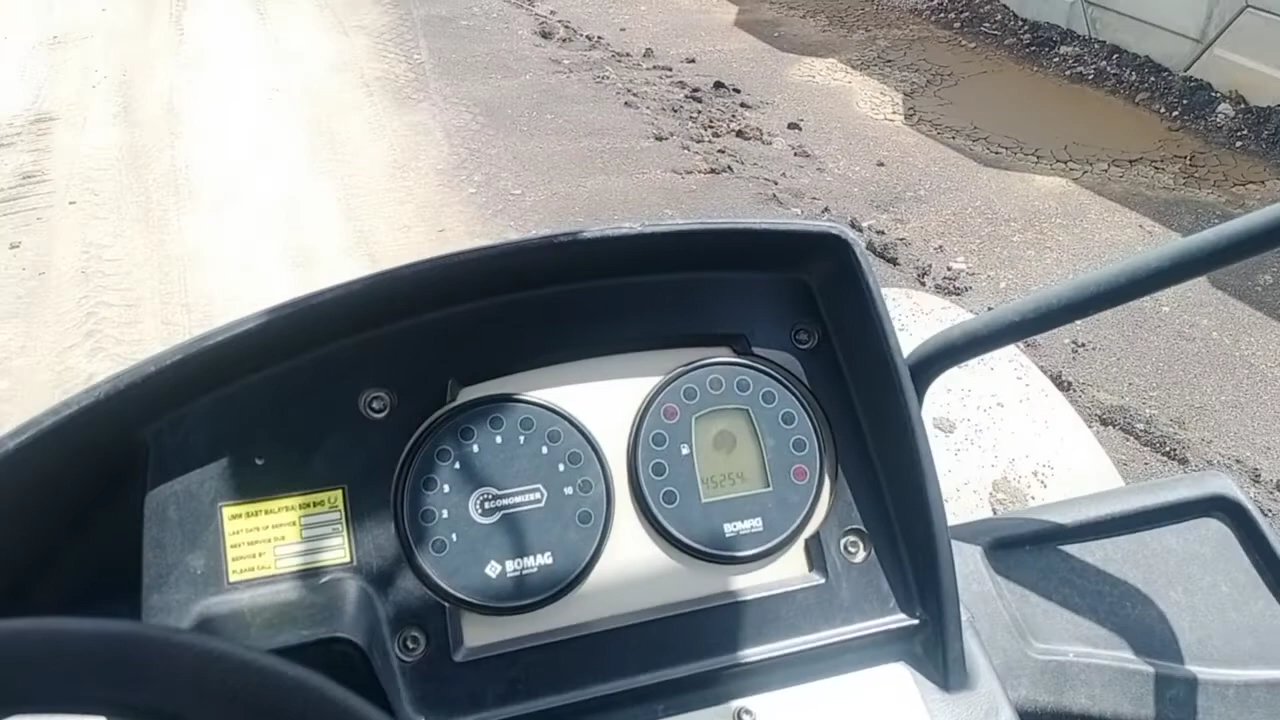 UMW (EAST MALAYSIA) SDN BHD
LAST DATE OF SERVICE
NEXT SERVICE DUE
SERVICE BY
PLEASE CALL
1
2
3
4
5
6
7
8
9
10
ECONOMIZER
BOMAG
45254
BOMAG